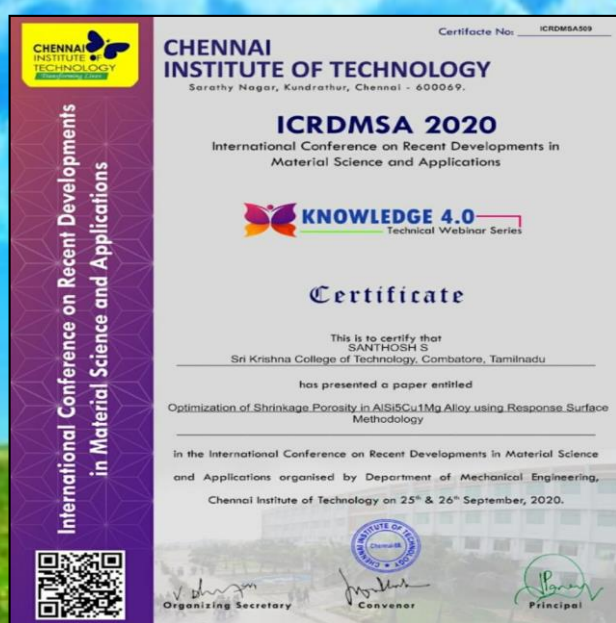 Certifacte No: ICRDMSA509
CHENNAI
INSTITUTE OF
TECHNOLOGY
Transforming Lives
CHENNAI
INSTITUTE OF TECHNOLOGY
Sarathy Nagar, Kundrathur, Chennai - 600069.
International Conference on Recent Developments
in Material Science and Applications
ICRDMSA 2020
International Conference on Recent Developments in
Material Science and Applications
KNOWLEDGE 4.0
Technical Webinar Series
Certificate
This is to certify that
SANTHOSH S
Sri Krishna College of Technology, Combatore, Tamilnadu
has presented a paper entitled
Optimization of Shrinkage Porosity in AlSi5Cu1Mg Alloy using Response Surface
Methodology
in the International Conference on Recent Developments in Material Science
and Applications organised by Department of Mechanical Engineering,
Chennai Institute of Technology on 25th & 26th September, 2020.
CHENNAI INSTITUTE OF TECHNOLOGY
Organizing Secretary
Convenor
Principal